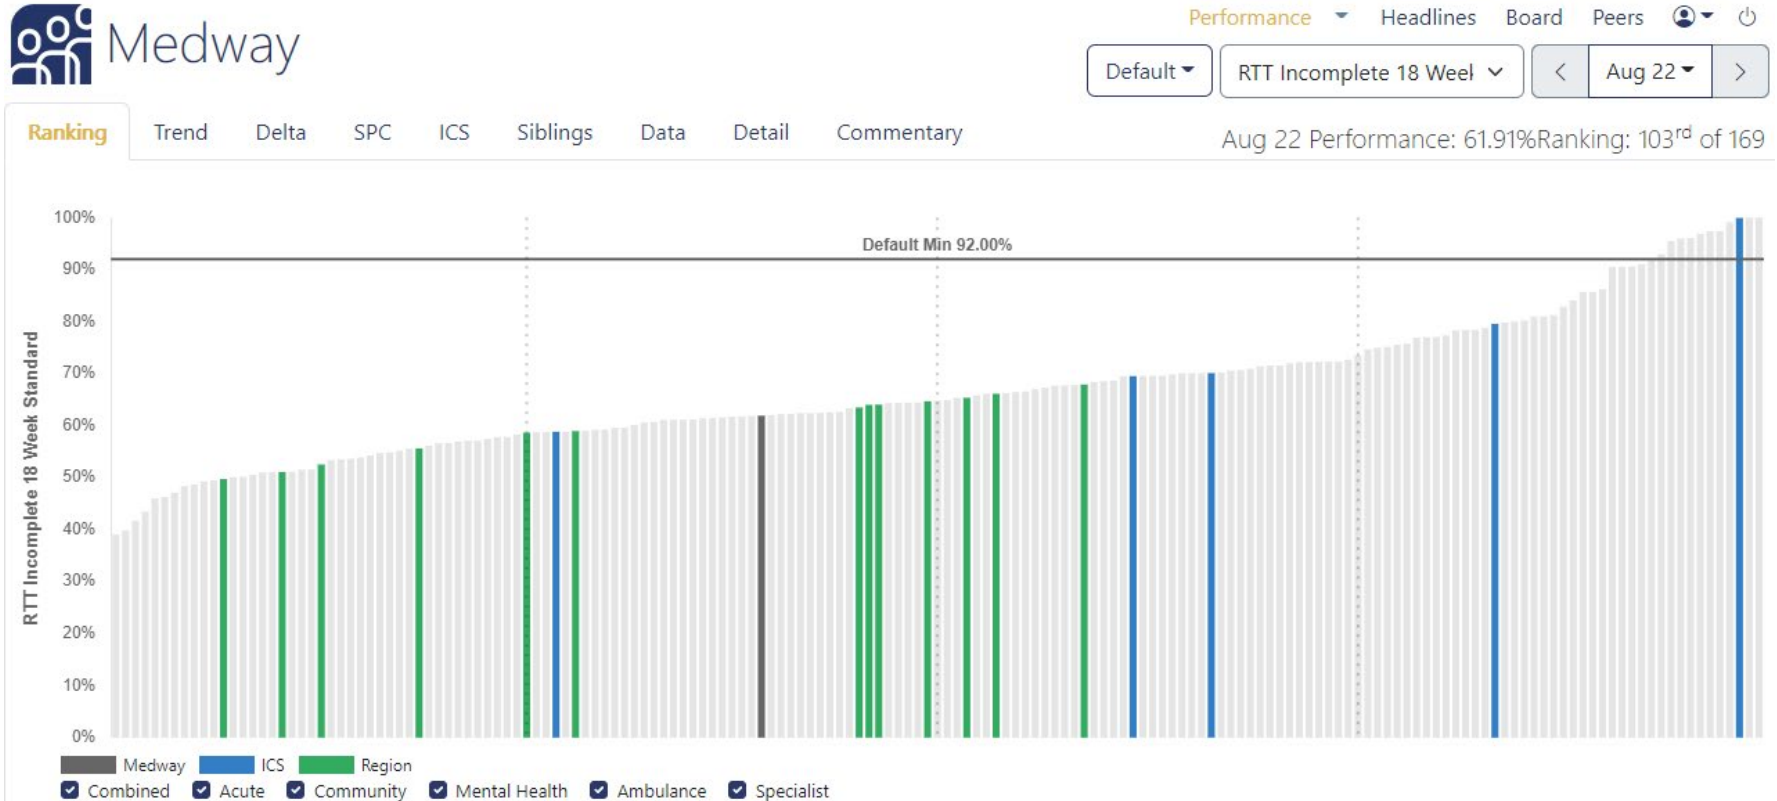 Medway
Performance Headlines Board Peers
Default RTT Incomplete 18 Week Aug 22
Ranking Trend Delta SPC ICS Siblings Data Detail Commentary
Aug 22 Performance: 61.91%Ranking: 103rd of 169
RTT Incomplete 18 Week Standard
100%
90%
80%
70%
60%
50%
40%
30%
20%
10%
0%
Default Min 92.00%
Medway ICS Region
Combined Acute Community Mental Health Ambulance Specialist